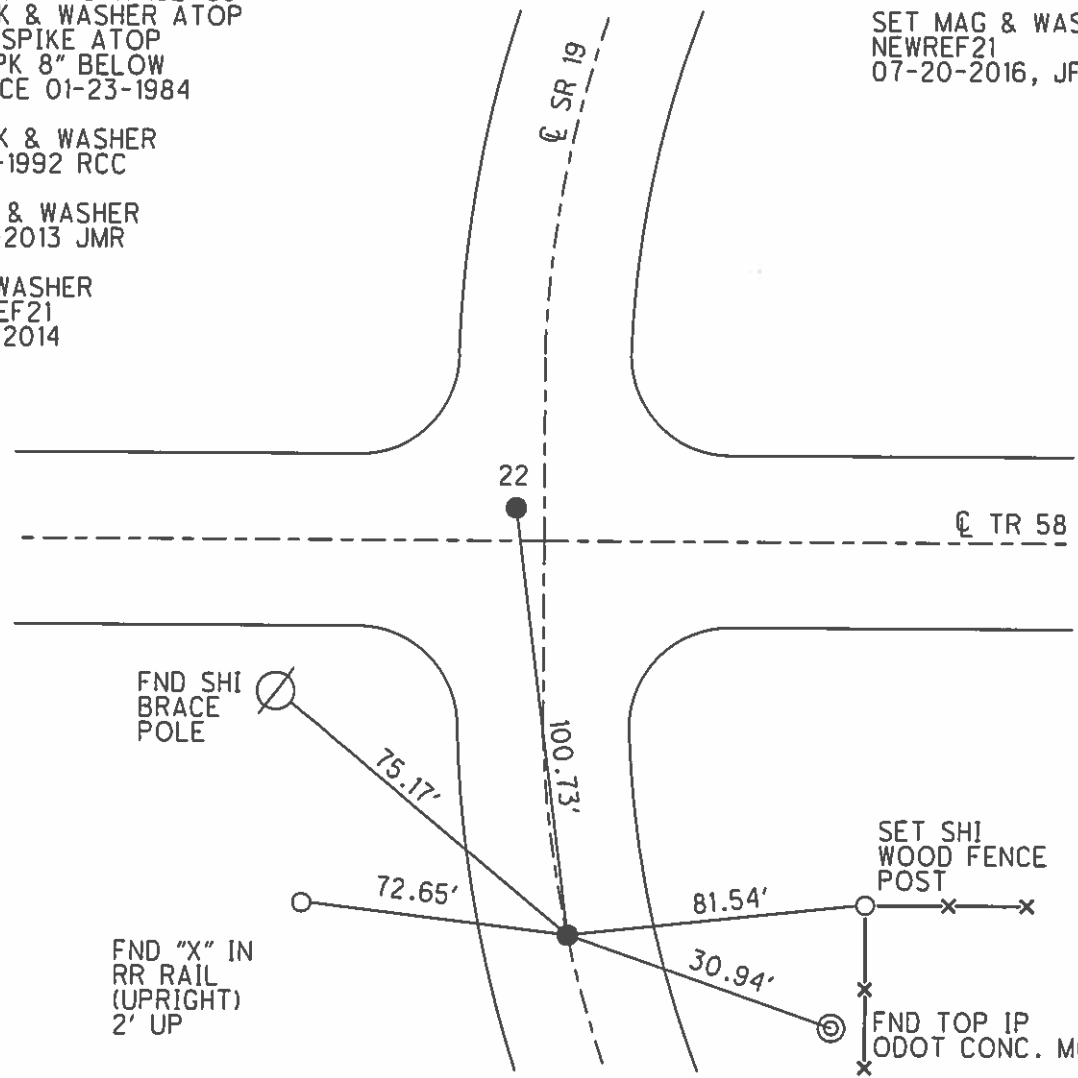 K & WASHER ATOP
SPIKE ATOP
PK 8" BELOW
CE 01-23-1984
K & WASHER
-1992 RCC
& WASHER
2013 JMR
WASHER
EF21
2014
SET MAG & WAS
NEWREF21
07-20-2016, JF
℄ SR 19
22
℄ TR 58
FND SHI
BRACE
POLE
75.17'
100.73'
SET SHI
WOOD FENCE
POST
72.65'
81.54'
FND "X" IN
RR RAIL
(UPRIGHT)
2' UP
30.94'
FND TOP IP
ODOT CONC. M